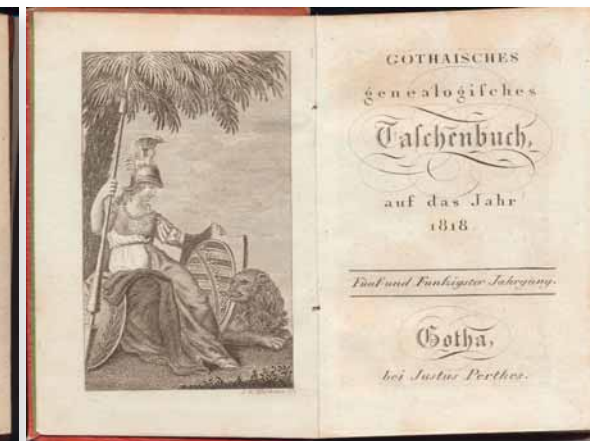 GOTHAISCHES
genealogiſches
Taſchenbuch,
auf das Jahr
1818.
Fünf und Funfzigster Jahrgang.
Gotha,
bei Justus Perthes.